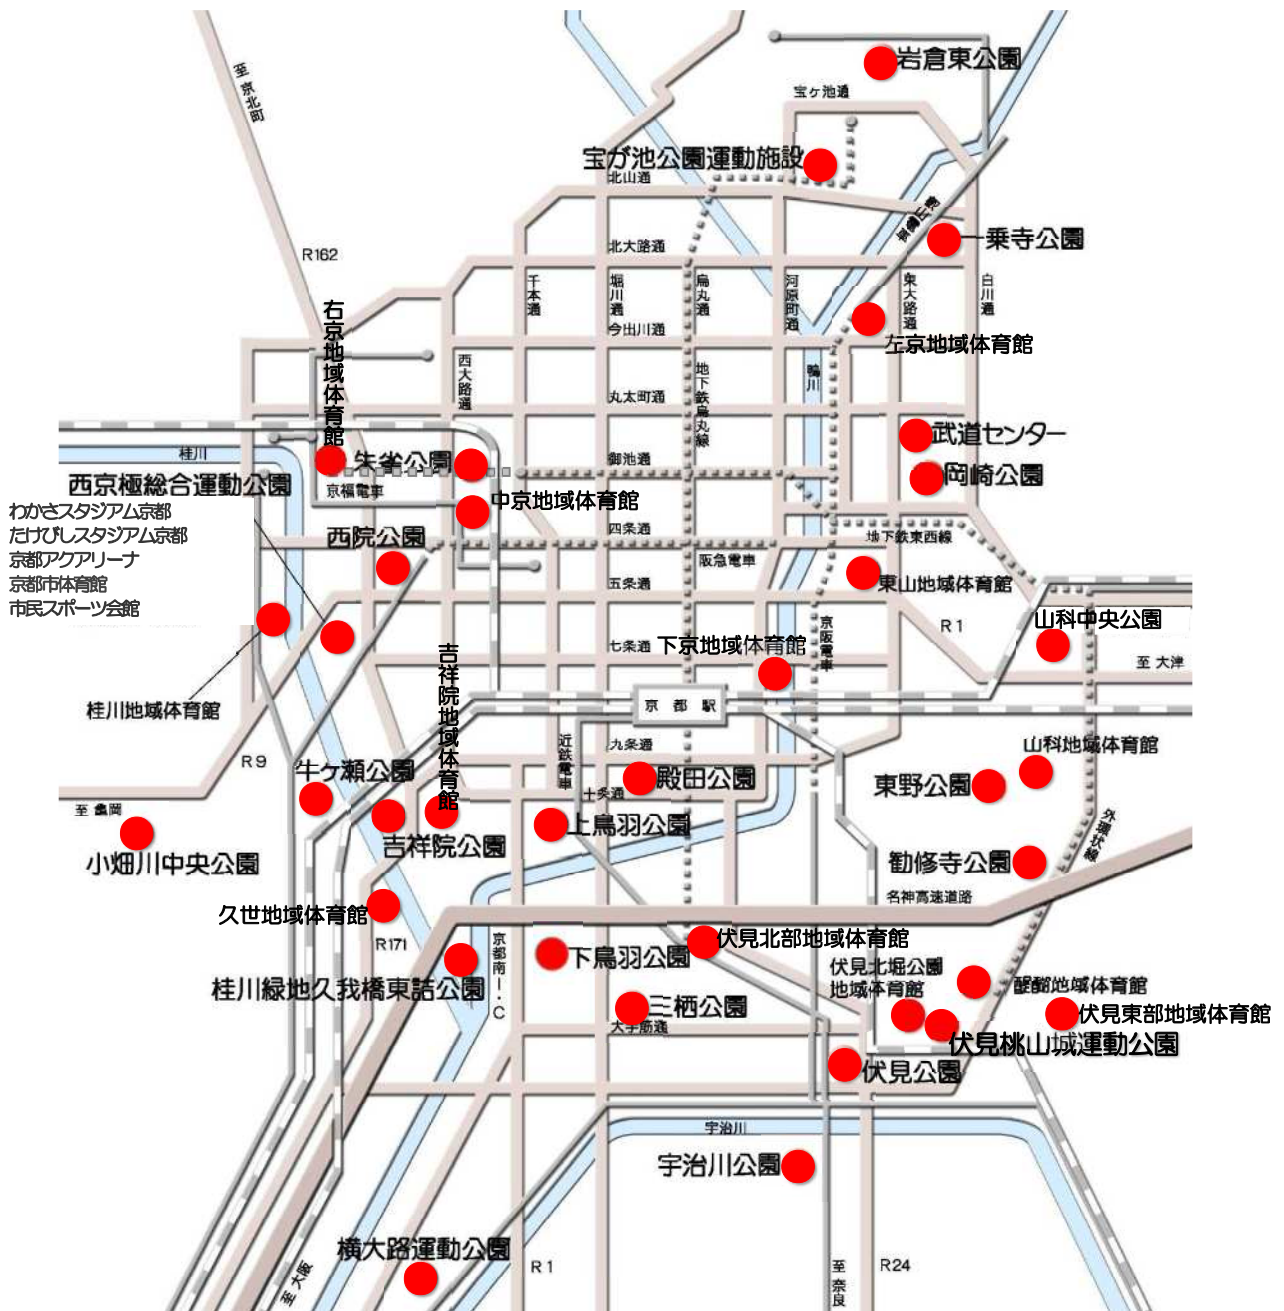 岩倉東公園
至 京北町
宝ヶ池通
宝が池公園運動施設
北山通
叡山電車
一乗寺公園
北大路通
R162
千本通
堀川通
烏丸通
河原町通
東大路通
白川通
右京地域体育館
今出川通
左京地域体育館
西大路通
地下鉄烏丸線
鴨川
丸太町通
武道センター
桂川
朱雀公園
御池通
岡崎公園
西京極総合運動公園
京福電車
中京地域体育館
わかさスタジアム京都
たけびしスタジアム京都
京都アクアリーナ
京都市体育館
市民スポーツ会館
西院公園
四条通
地下鉄東西線
阪急電車
五条通
東山地域体育館
山科中央公園
R1
京阪電車
七条通
下京地域体育館
至 大津
吉祥院地域体育館
桂川地域体育館
京都駅
近鉄電車
九条通
山科地域体育館
R9
牛ヶ瀬公園
殿田公園
東野公園
十条通
至 亀岡
上鳥羽公園
外環状線
小畑川中央公園
吉祥院公園
勧修寺公園
名神高速道路
久世地域体育館
R171
京都南I.C
伏見北部地域体育館
下鳥羽公園
伏見北堀公園
地域体育館
醍醐地域体育館
桂川緑地久我橋東詰公園
三栖公園
伏見東部地域体育館
大手筋通
伏見桃山城運動公園
伏見公園
宇治川
宇治川公園
横大路運動公園
R1
R24
至 大阪
至 奈良